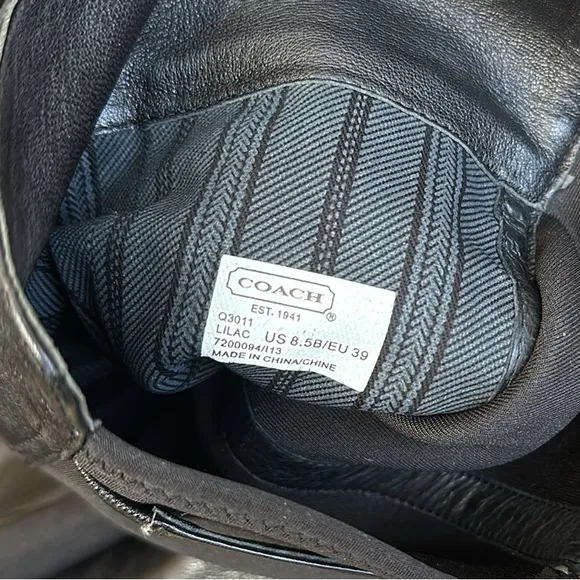 COACH
EST. 1941 ®
Q3011
LILAC US 8.5B/EU 39
7200094/I13
MADE IN CHINA/CHINE